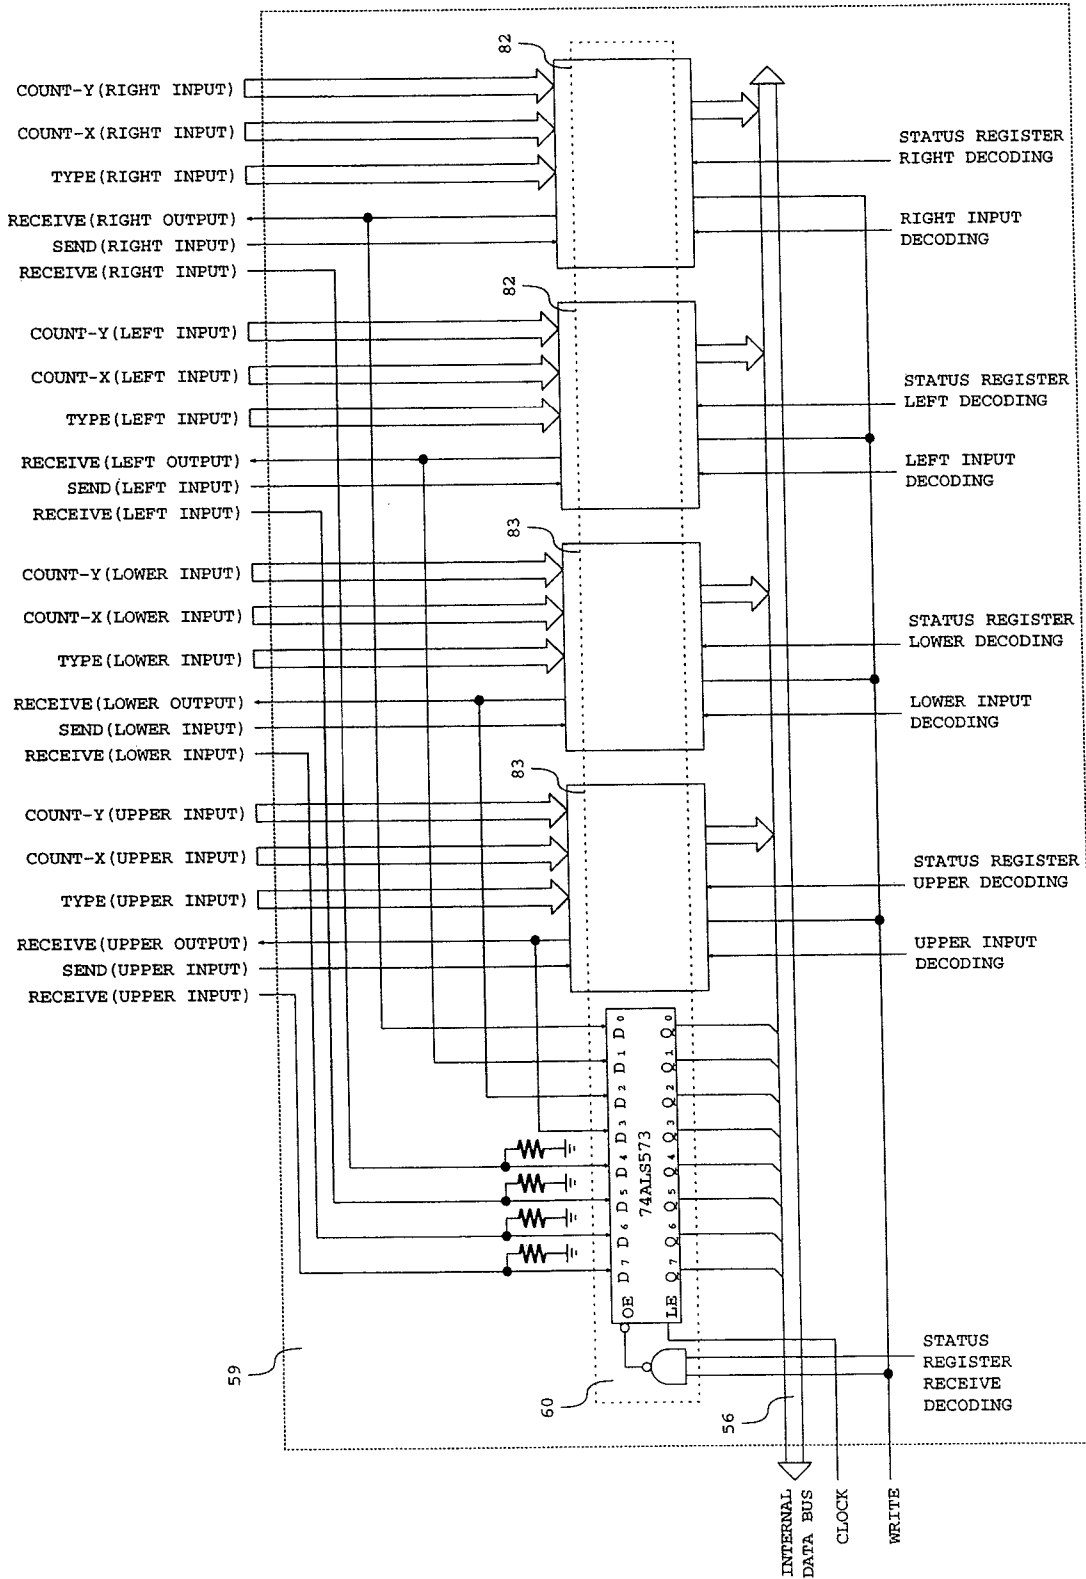 COUNT-Y(RIGHT INPUT)
COUNT-X(RIGHT INPUT)
TYPE(RIGHT INPUT)
RECEIVE(RIGHT OUTPUT)
SEND(RIGHT INPUT)
RECEIVE(RIGHT INPUT)
COUNT-Y(LEFT INPUT)
COUNT-X(LEFT INPUT)
TYPE(LEFT INPUT)
RECEIVE(LEFT OUTPUT)
SEND(LEFT INPUT)
RECEIVE(LEFT INPUT)
COUNT-Y(LOWER INPUT)
COUNT-X(LOWER INPUT)
TYPE(LOWER INPUT)
RECEIVE(LOWER OUTPUT)
SEND(LOWER INPUT)
RECEIVE(LOWER INPUT)
COUNT-Y(UPPER INPUT)
COUNT-X(UPPER INPUT)
TYPE(UPPER INPUT)
RECEIVE(UPPER OUTPUT)
SEND(UPPER INPUT)
RECEIVE(UPPER INPUT)
82
82
83
83
STATUS REGISTER
RIGHT DECODING
RIGHT INPUT
DECODING
STATUS REGISTER
LEFT DECODING
LEFT INPUT
DECODING
STATUS REGISTER
LOWER DECODING
LOWER INPUT
DECODING
STATUS REGISTER
UPPER DECODING
UPPER INPUT
DECODING
OE D7 D6 D5 D4 D3 D2 D1 D0
74ALS573
LE Q7 Q6 Q5 Q4 Q3 Q2 Q1 Q0
59
60
56
STATUS
REGISTER
RECEIVE
DECODING
INTERNAL
DATA BUS
CLOCK
WRITE